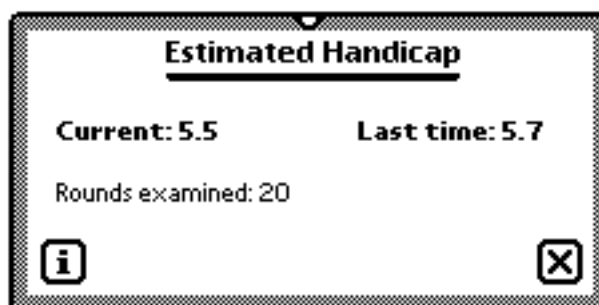 Estimated Handicap
Current: 5.5 Last time: 5.7
Rounds examined: 20
i